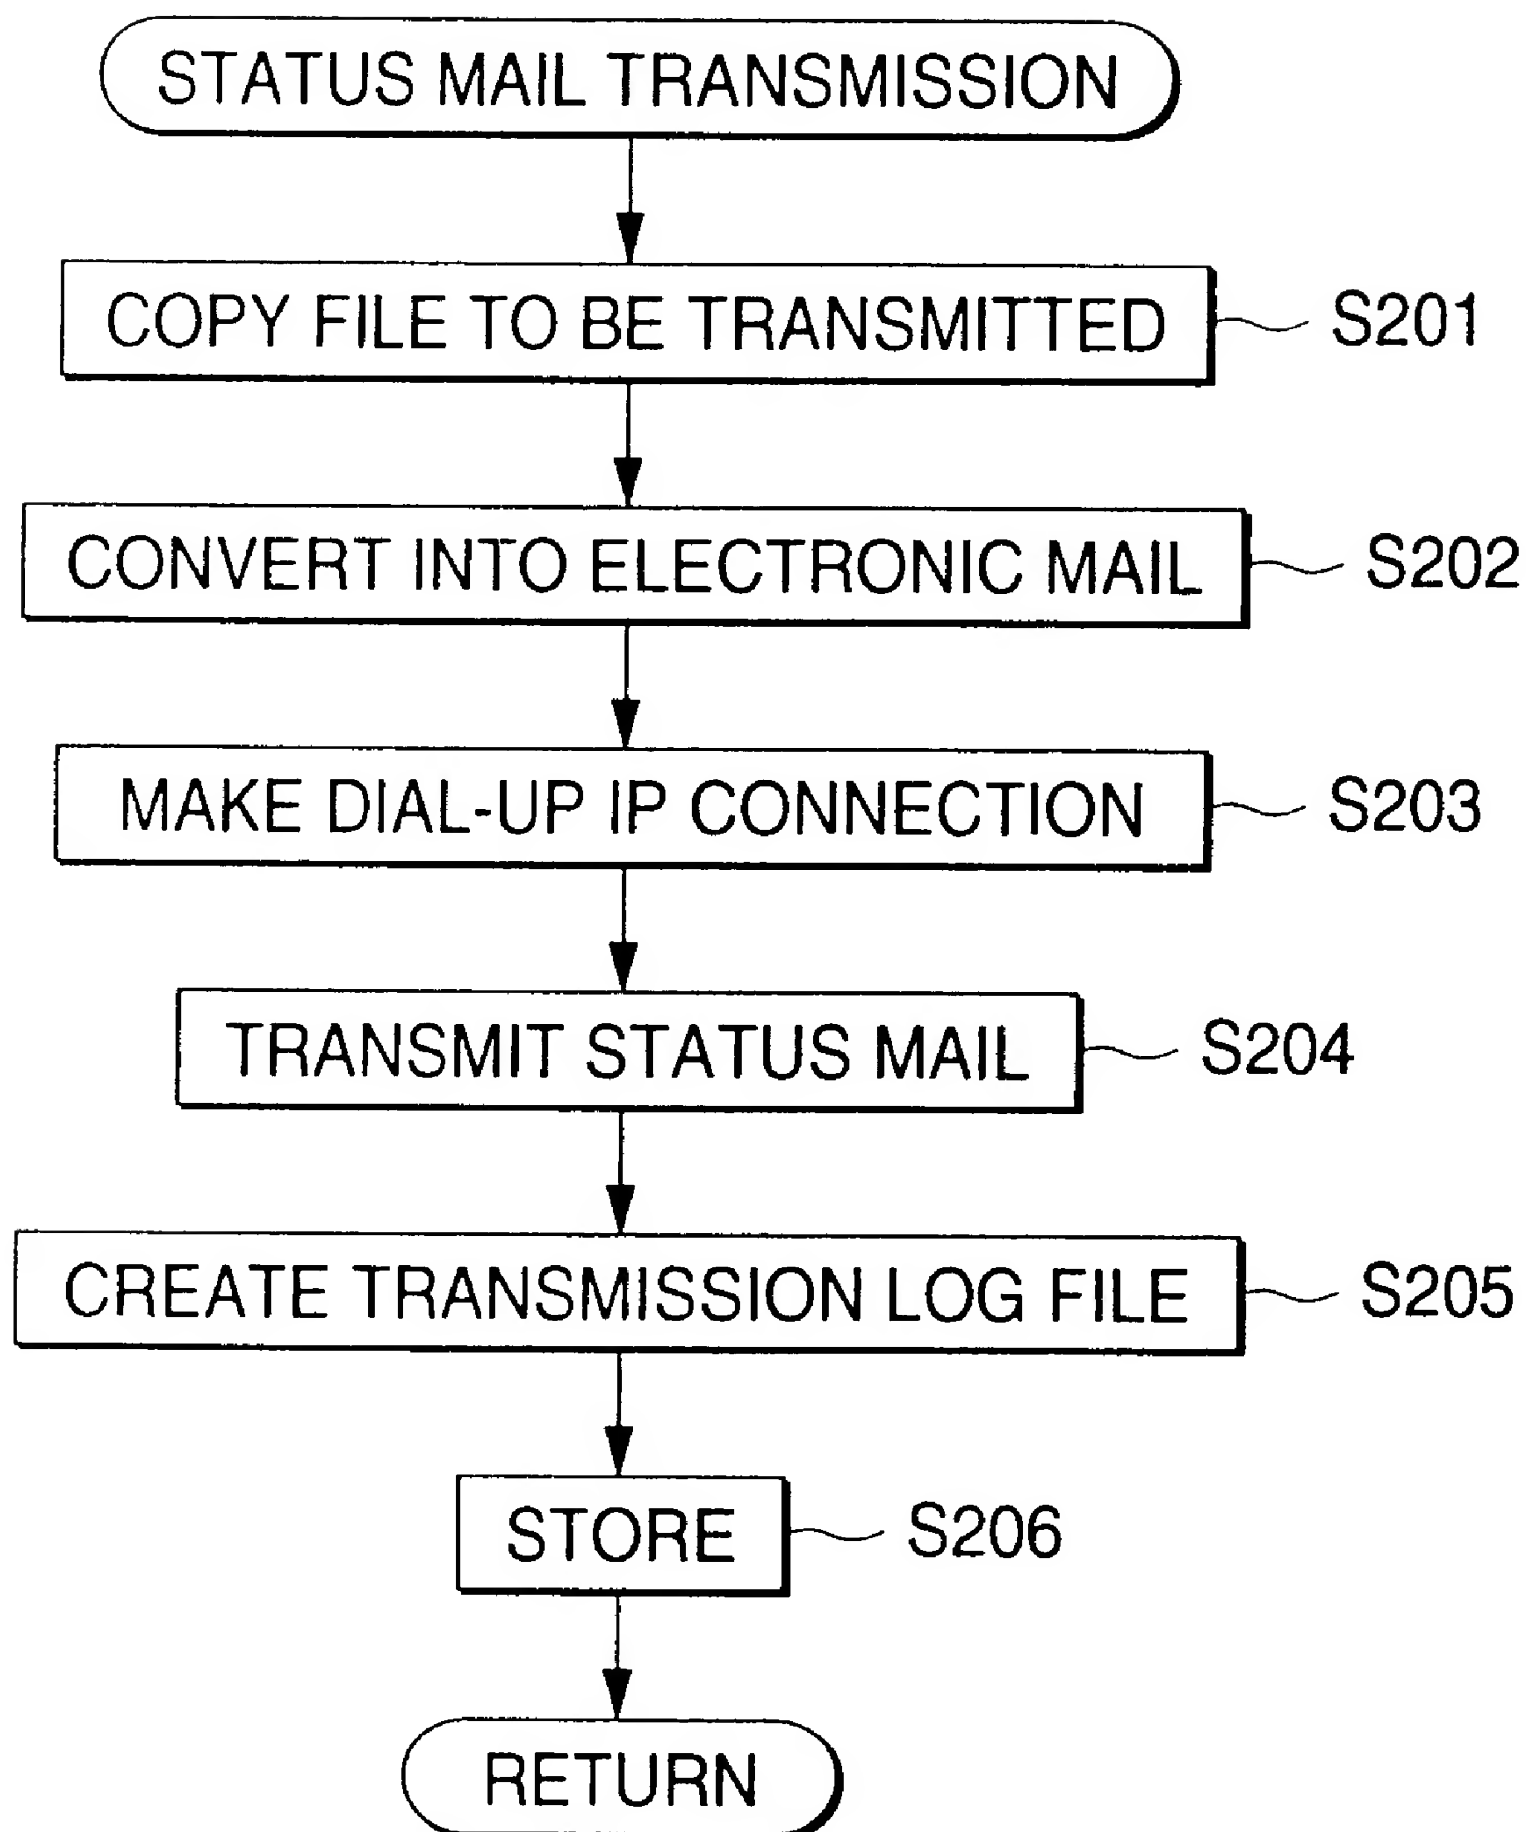 STATUS MAIL TRANSMISSION
COPY FILE TO BE TRANSMITTED S201
CONVERT INTO ELECTRONIC MAIL S202
MAKE DIAL-UP IP CONNECTION S203
TRANSMIT STATUS MAIL S204
CREATE TRANSMISSION LOG FILE S205
STORE S206
RETURN